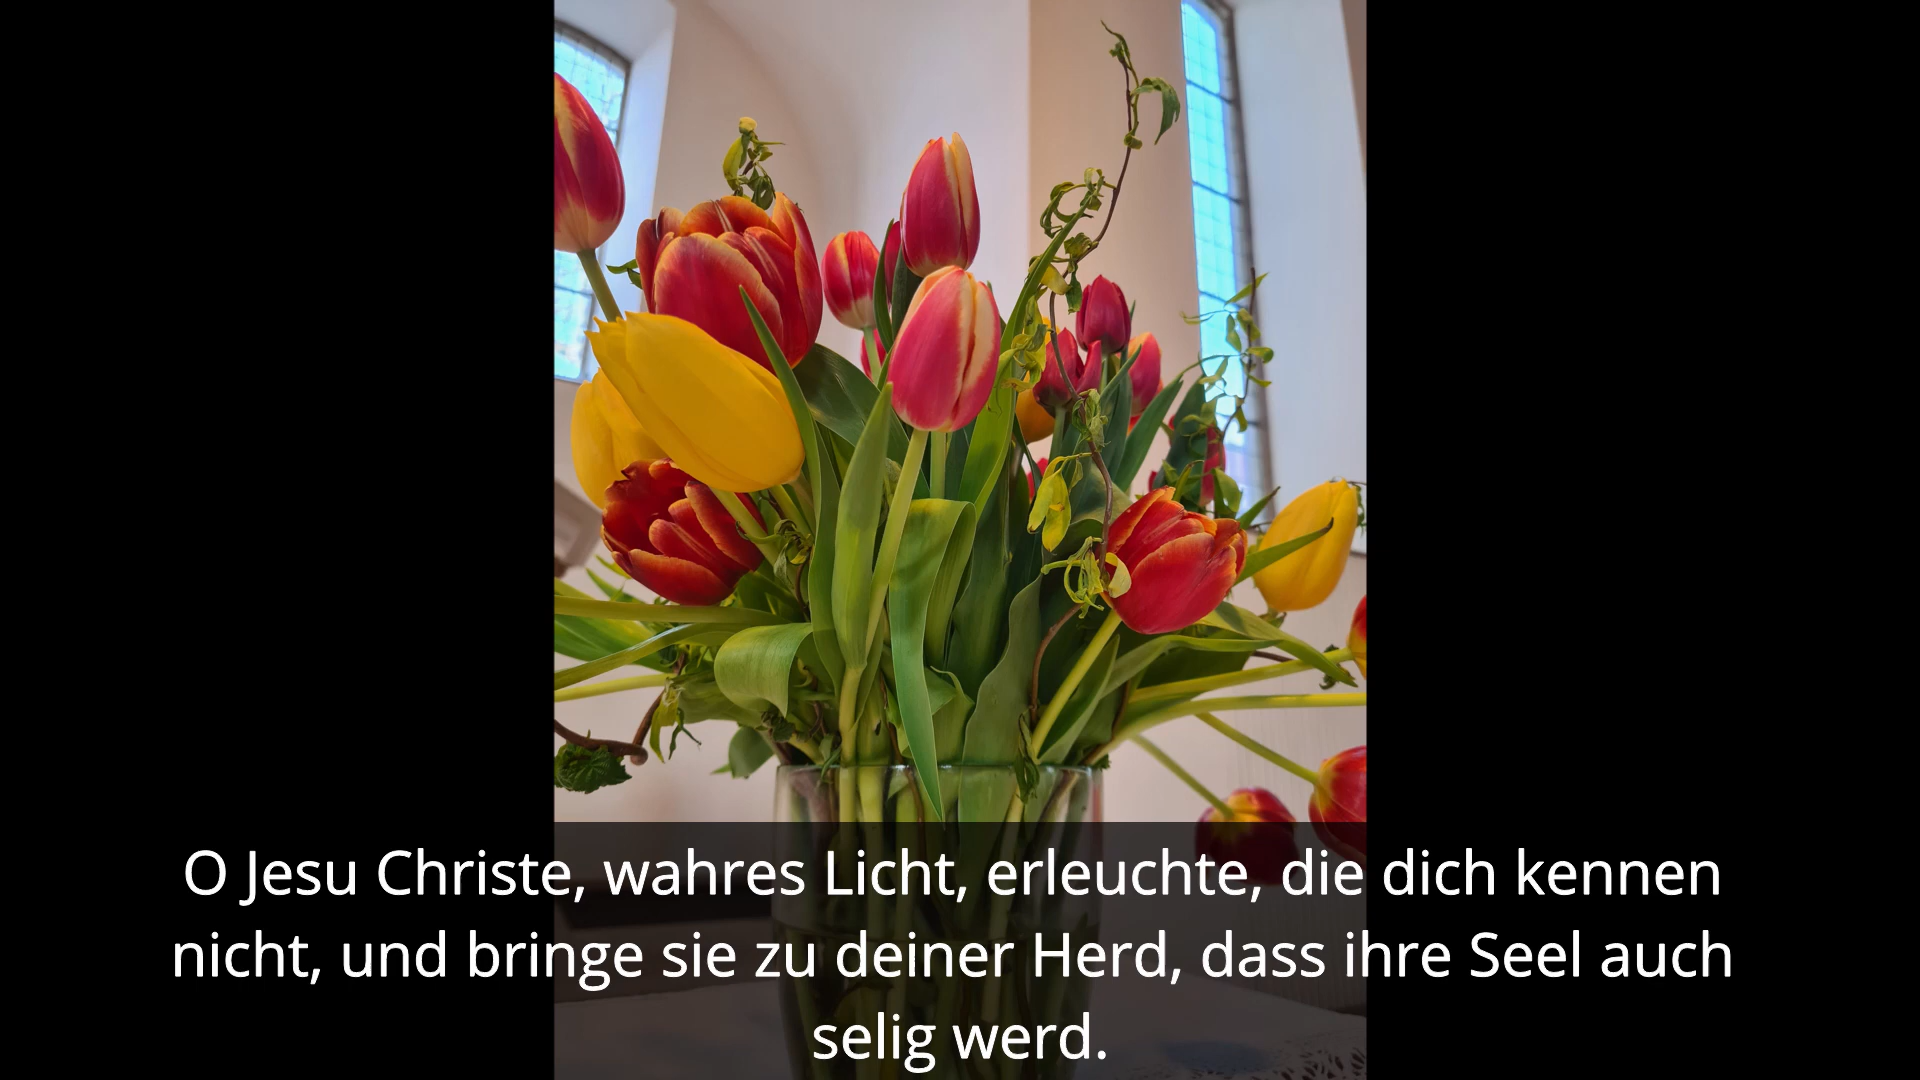 O Jesu Christe, wahres Licht, erleuchte, die dich kennen
nicht, und bringe sie zu deiner Herd, dass ihre Seel auch
selig werd.